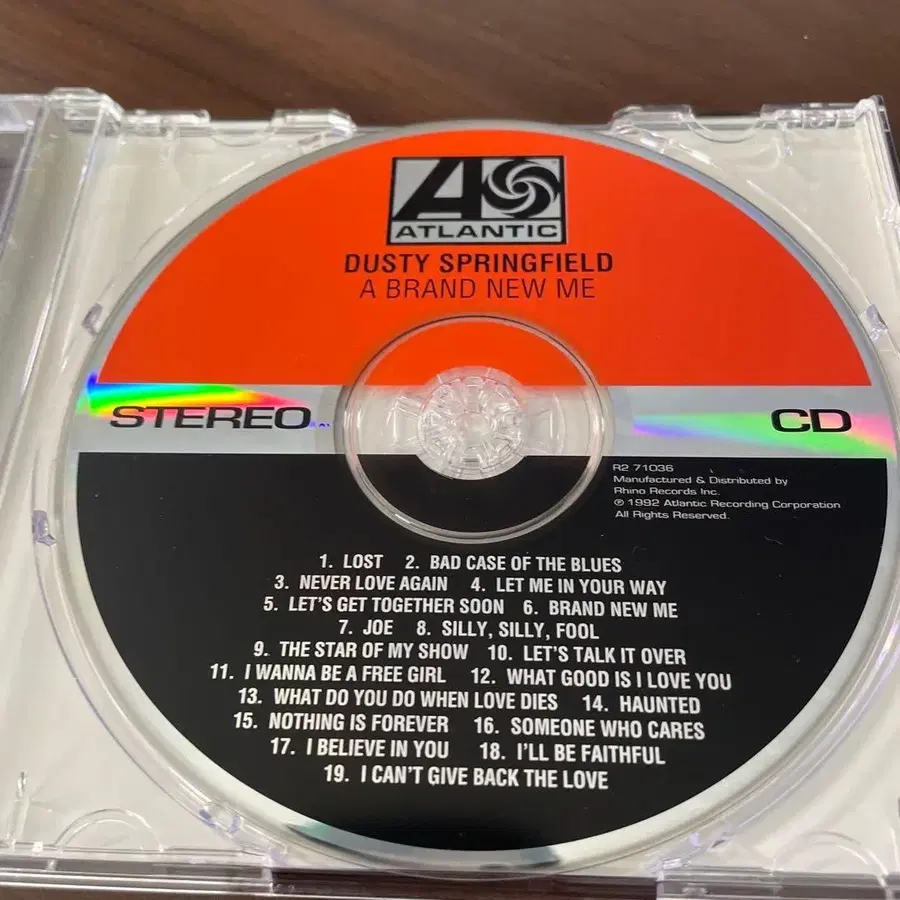 ATLANTIC
DUSTY SPRINGFIELD
A BRAND NEW ME
STEREO
CD
R2 71036
Manufactured & Distributed by
Rhino Records Inc.
℗ 1992 Atlantic Recording Corporation
All Rights Reserved.
1. LOST 2. BAD CASE OF THE BLUES
3. NEVER LOVE AGAIN 4. LET ME IN YOUR WAY
5. LET'S GET TOGETHER SOON 6. BRAND NEW ME
7. JOE 8. SILLY, SILLY, FOOL
9. THE STAR OF MY SHOW 10. LET'S TALK IT OVER
11. I WANNA BE A FREE GIRL 12. WHAT GOOD IS I LOVE YOU
13. WHAT DO YOU DO WHEN LOVE DIES 14. HAUNTED
15. NOTHING IS FOREVER 16. SOMEONE WHO CARES
17. I BELIEVE IN YOU 18. I'LL BE FAITHFUL
19. I CAN'T GIVE BACK THE LOVE